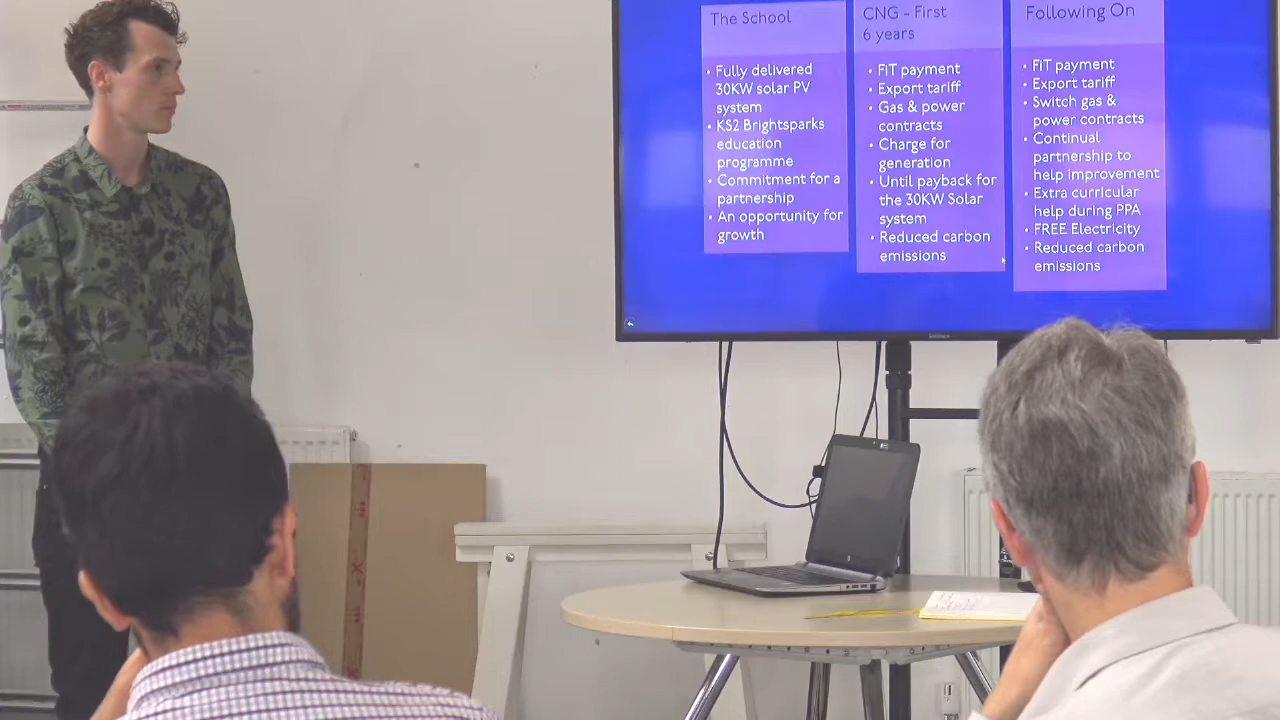 The School
• Fully delivered
30KW solar PV
system
• KS2 Brightsparks
education
programme
• Commitment for a
partnership
• An opportunity for
growth
CNG - First
6 years
• FiT payment
• Export tariff
• Gas & power
contracts
• Charge for
generation
• Until payback for
the 30KW Solar
system
• Reduced carbon
emissions
Following On
• FiT payment
• Export tariff
• Switch gas &
power contracts
• Continual
partnership to
help improvement
• Extra curricular
help during PPA
• FREE Electricity
• Reduced carbon
emissions